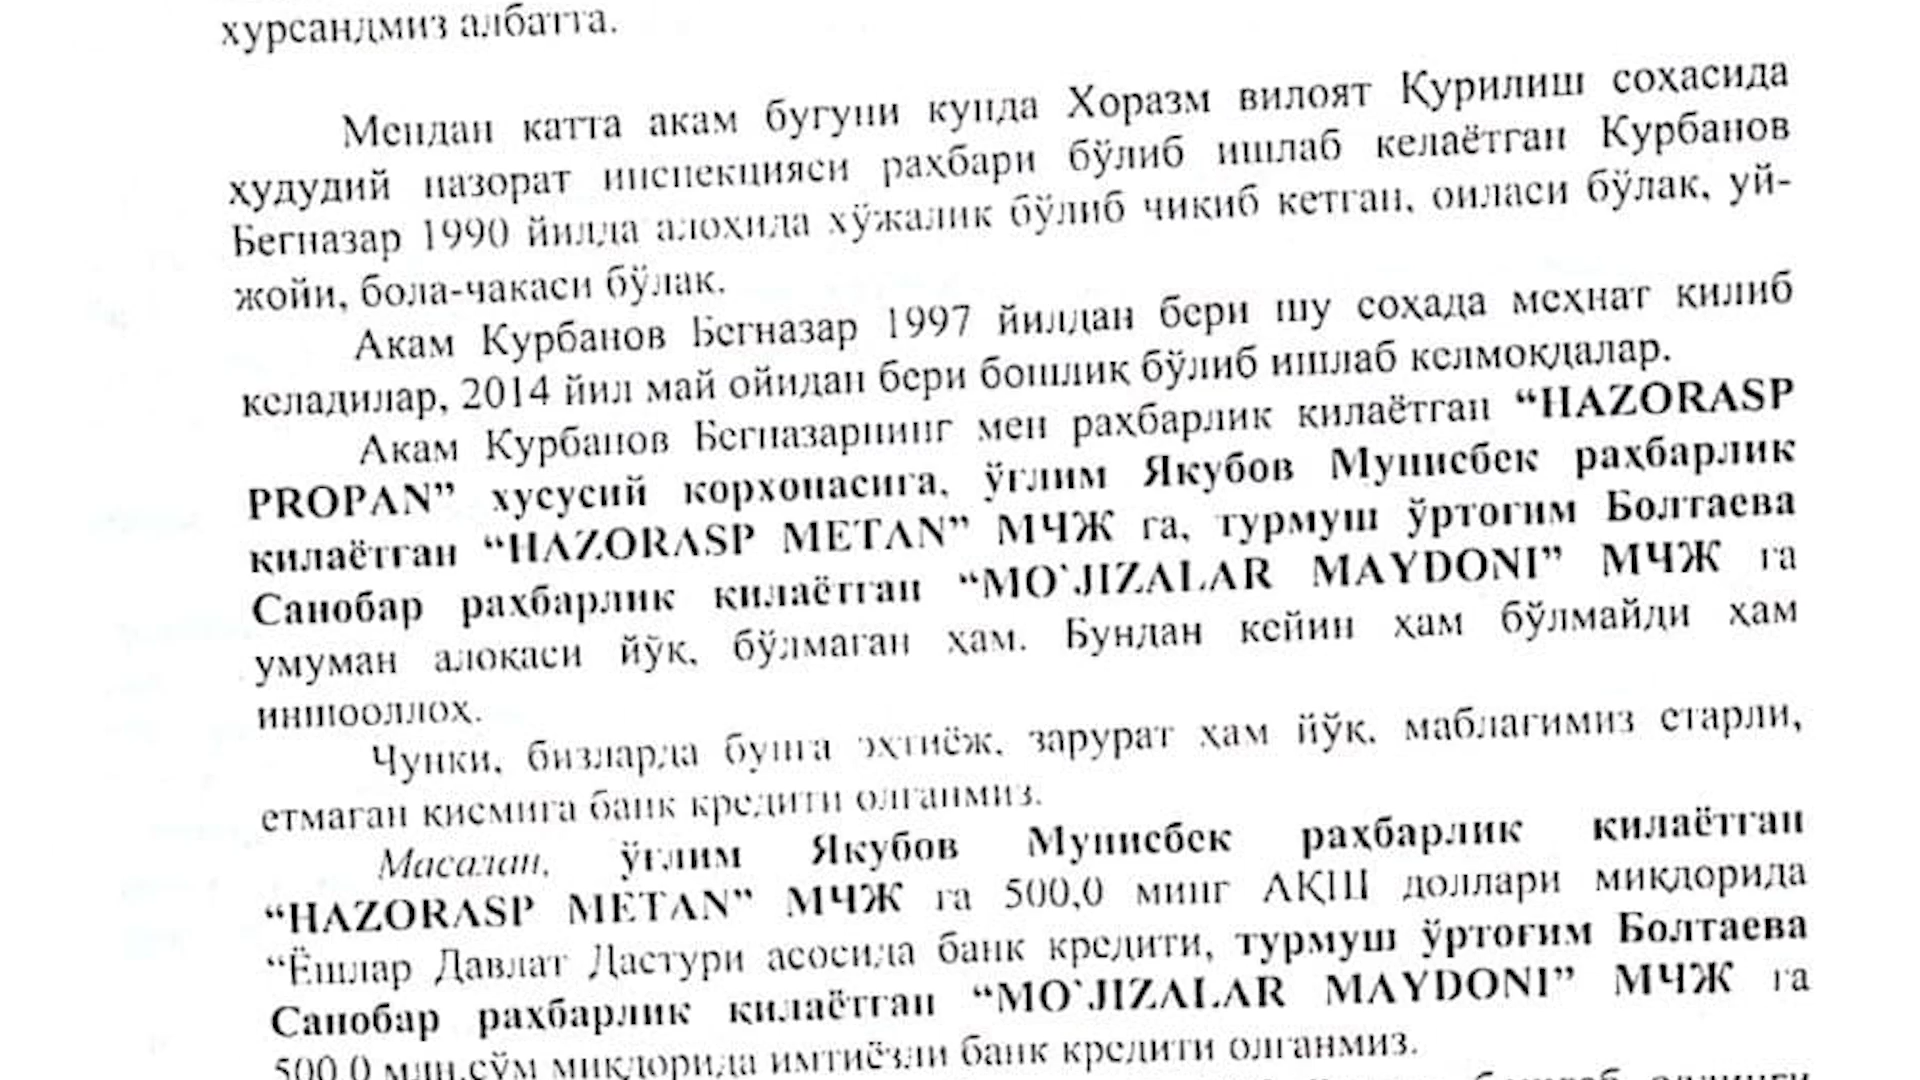 хурсандмиз албатта.
Мендан катта акам бугуни кунда Хоразм вилоят Қурилиш соҳасида
ҳудудий назорат инспекцияси раҳбари бўлиб ишлаб келаётган Курбанов
Бегназар 1990 йилда алоҳида хўжалик бўлиб чикиб кетган, оиласи бўлак, уй-
жойи, бола-чакаси бўлак.
Акам Курбанов Бегназар 1997 йилдан бери шу соҳада меҳнат қилиб
келадилар, 2014 йил май ойидан бери бошлиқ бўлиб ишлаб келмоқдалар.
Акам Курбанов Бегназарнинг мен раҳбарлик қилаётган “HAZORASP
PROPAN” хусусий корхонасига, ўғлим Якубов Мунисбек раҳбарлик
қилаётган “HAZORASP METAN” МЧЖ га, турмуш ўртоғим Болтаева
Санобар раҳбарлик қилаётган “MO`JIZALAR MAYDONI” МЧЖ га
умуман алоқаси йўқ, бўлмаган ҳам. Бундан кейин ҳам бўлмайди ҳам
иншооллоҳ.
Чунки, бизларда бунга эҳтиёж, зарурат ҳам йўқ, маблағимиз етарли,
етмаган қисмига банк кредити олганмиз.
Масалан, ўғлим Якубов Мунисбек раҳбарлик қилаётган
“HAZORASP METAN” МЧЖ га 500,0 минг АҚШ доллари миқдорида
“Ёшлар Давлат Дастури асосида банк кредити, турмуш ўртоғим Болтаева
Санобар раҳбарлик қилаётган “MO`JIZALAR MAYDONI” МЧЖ га
500,0 млн.сўм миқдорида имтиёзли банк кредити олганмиз.